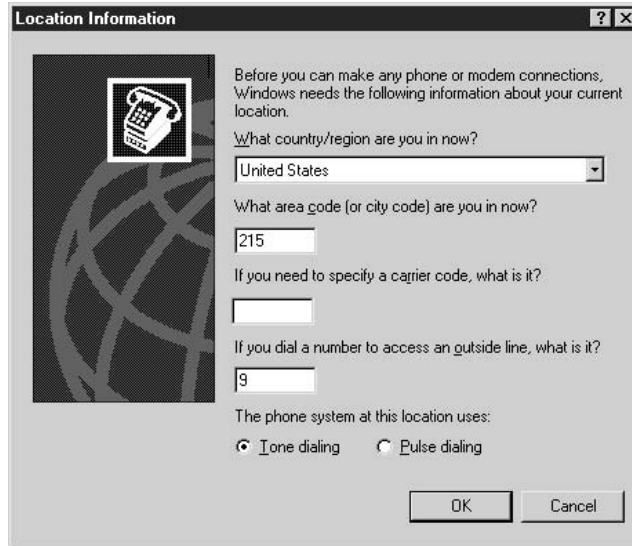 Location Information
Before you can make any phone or modem connections,
Windows needs the following information about your current
location.
What country/region are you in now?
United States
What area code (or city code) are you in now?
215
If you need to specify a carrier code, what is it?
If you dial a number to access an outside line, what is it?
9
The phone system at this location uses:
Tone dialing Pulse dialing
OK Cancel